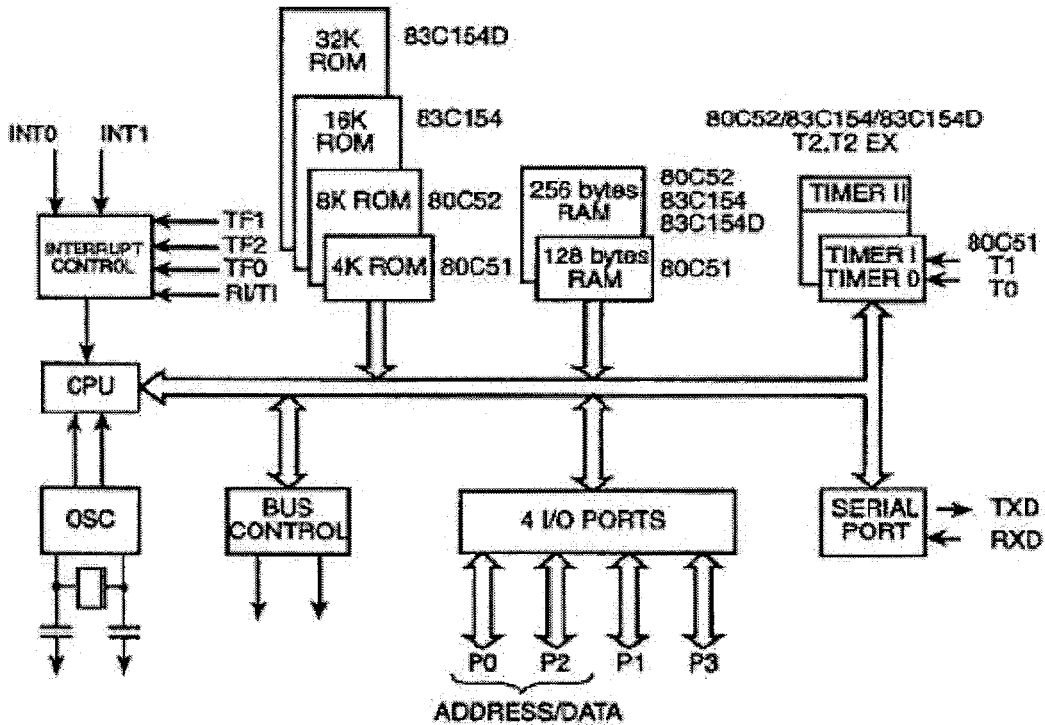 32K
ROM
83C154D
16K
ROM
83C154
8K ROM
80C52
4K ROM
80C51
INT0
INT1
INTERRUPT
CONTROL
TF1
TF2
TF0
RI/TI
256 bytes
RAM
80C52
83C154
83C154D
128 bytes
RAM
80C51
80C52/83C154/83C154D
T2.T2 EX
TIMER II
TIMER I
TIMER 0
80C51
T1
T0
CPU
OSC
BUS
CONTROL
4 I/O PORTS
SERIAL
PORT
TXD
RXD
P0
P2
P1
P3
ADDRESS/DATA